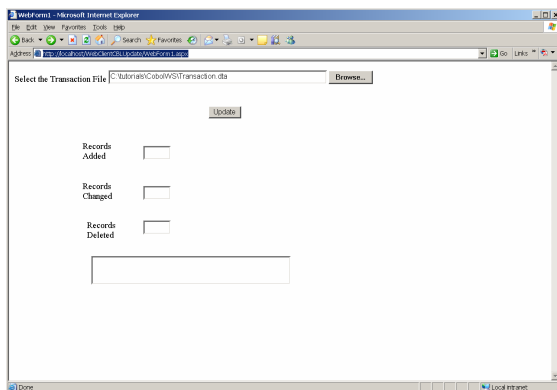 WebForm1 - Microsoft Internet Explorer
File Edit View Favorites Tools Help
Back Search Favorites
Address http://localhost/WebClientCBLUpdate/WebForm1.aspx Go Links »
Select the Transaction File C:\tutorials\CobolWS\Transaction.dta Browse...
Update
Records
Added
Records
Changed
Records
Deleted
Done Local intranet